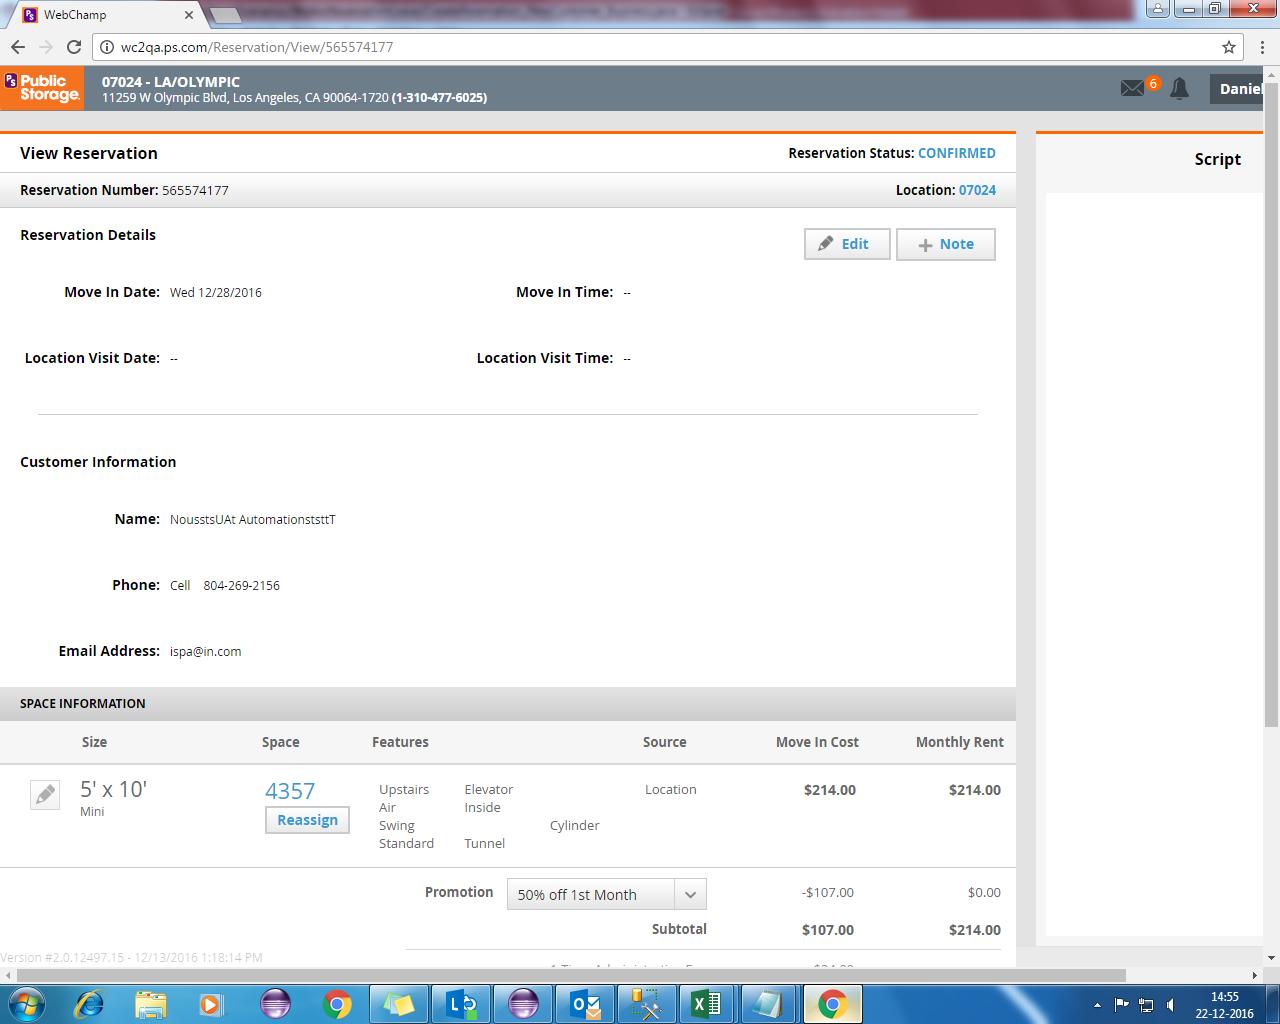 WebChamp
wc2qa.ps.com/Reservation/View/565574177
PS Public Storage.
07024 - LA/OLYMPIC
11259 W Olympic Blvd, Los Angeles, CA 90064-1720 (1-310-477-6025)
6
Daniel
View Reservation
Reservation Status: CONFIRMED
Script
Reservation Number: 565574177
Location: 07024
Reservation Details
Edit
Note
Move In Date: Wed 12/28/2016
Move In Time: --
Location Visit Date: --
Location Visit Time: --
Customer Information
Name: NousstsUAt AutomationststtT
Phone: Cell 804-269-2156
Email Address: ispa@in.com
SPACE INFORMATION
Size Space Features Source Move In Cost Monthly Rent
5' x 10' 4357 Upstairs Elevator Location $214.00 $214.00
Mini Air Inside
Reassign Swing Cylinder
Standard Tunnel
Promotion 50% off 1st Month -$107.00 $0.00
Subtotal $107.00 $214.00
Version #2.0.12497.15 - 12/13/2016 1:18:14 PM
14:55
22-12-2016